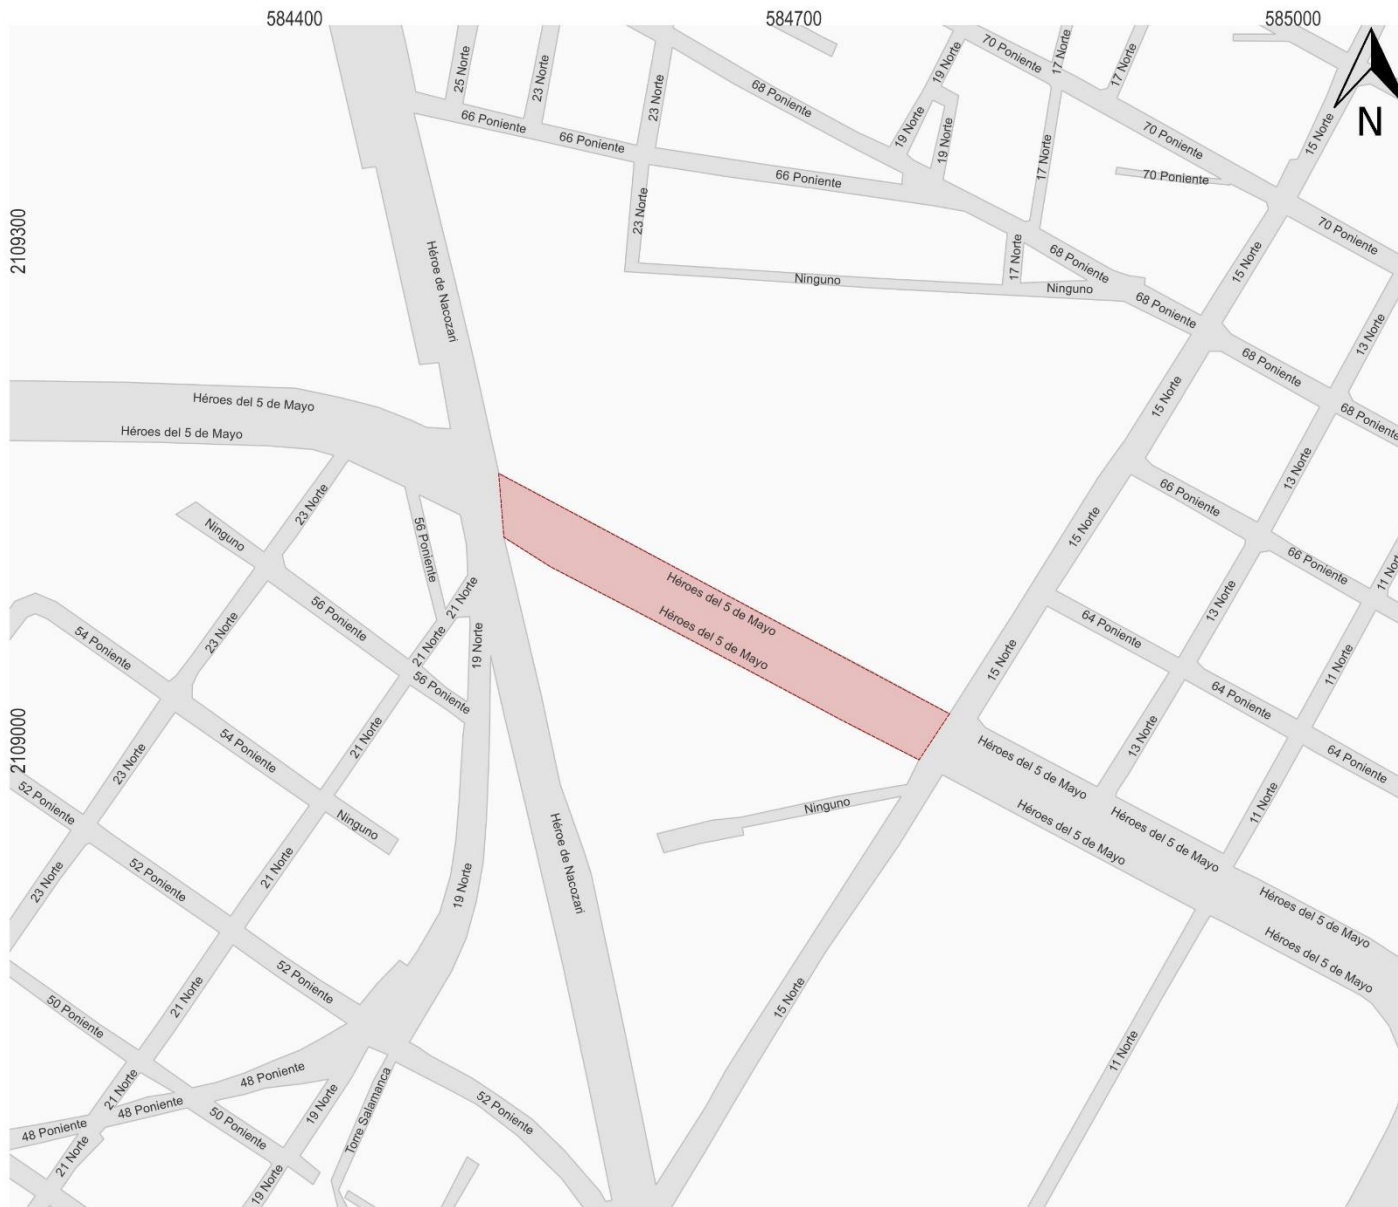 584400
584700
585000
25 Norte
23 Norte
23 Norte
68 Poniente
19 Norte
70 Poniente
17 Norte
17 Norte
15 Norte
N
66 Poniente
66 Poniente
19 Norte
19 Norte
70 Poniente
17 Norte
66 Poniente
70 Poniente
23 Norte
2109300
Héroe de Nacozari
17 Norte
68 Poniente
15 Norte
70 Poniente
Ninguno
Ninguno
68 Poniente
13 Norte
68 Poniente
Héroes del 5 de Mayo
15 Norte
68 Poniente
Héroes del 5 de Mayo
13 Norte
23 Norte
66 Poniente
Ninguno
56 Poniente
15 Norte
66 Poniente
11 Norte
21 Norte
Héroes del 5 de Mayo
13 Norte
56 Poniente
23 Norte
54 Poniente
21 Norte
19 Norte
Héroes del 5 de Mayo
64 Poniente
15 Norte
11 Norte
56 Poniente
64 Poniente
2109000
23 Norte
54 Poniente
21 Norte
13 Norte
64 Poniente
Héroes del 5 de Mayo
52 Poniente
Ninguno
Ninguno
11 Norte
Héroe de Nacozari
Héroes del 5 de Mayo
Héroes del 5 de Mayo
23 Norte
52 Poniente
21 Norte
19 Norte
Héroes del 5 de Mayo
Héroes del 5 de Mayo
50 Poniente
21 Norte
52 Poniente
15 Norte
11 Norte
48 Poniente
21 Norte
48 Poniente
19 Norte
Torre Salamanca
52 Poniente
48 Poniente
50 Poniente
21 Norte
19 Norte